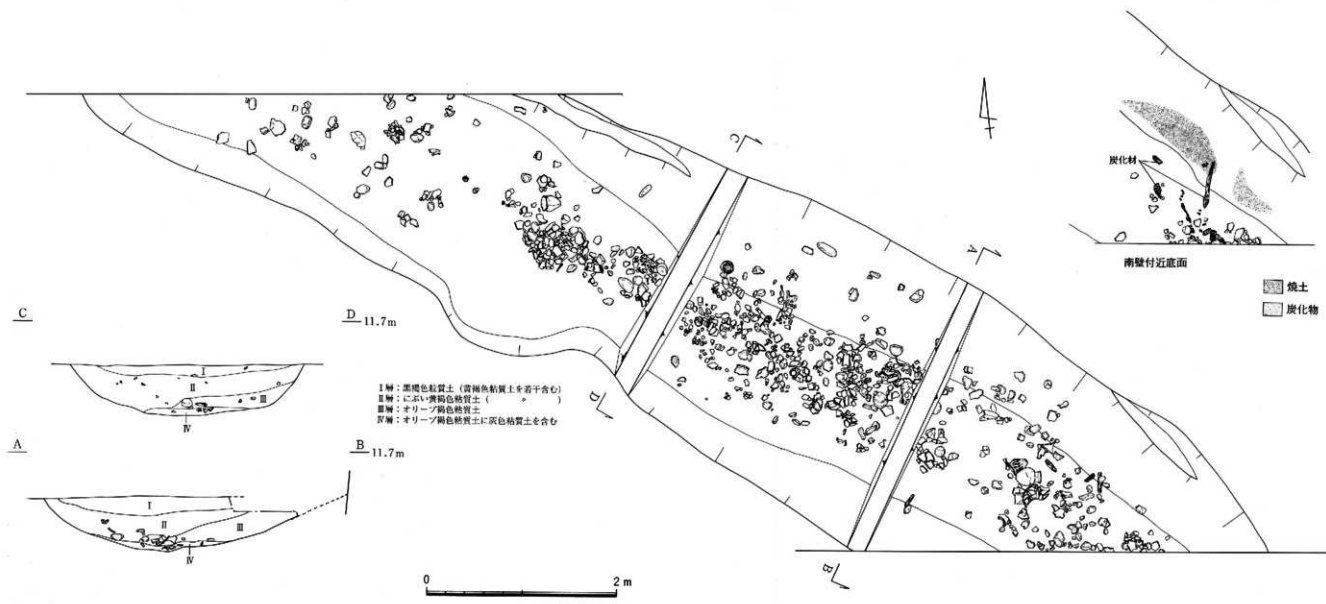 C
A
炭化材
南壁付近底面
焼土
炭化物
C
D 11.7m
I
II
III
IV
I層:黒褐色粘質土(黄褐色粘質土を若干含む)
II層:にぶい黄褐色粘質土( 〃 )
III層:オリーブ褐色粘質土
IV層:オリーブ褐色粘質土に灰色粘質土を含む
D
A
B 11.7m
I
II
III
IV
B
0 2 m